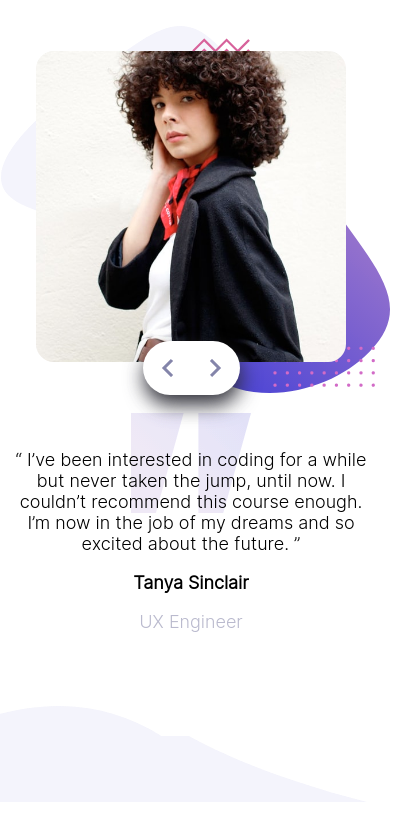 “ I’ve been interested in coding for a while
but never taken the jump, until now. I
couldn’t recommend this course enough.
I’m now in the job of my dreams and so
excited about the future. ”
Tanya Sinclair
UX Engineer